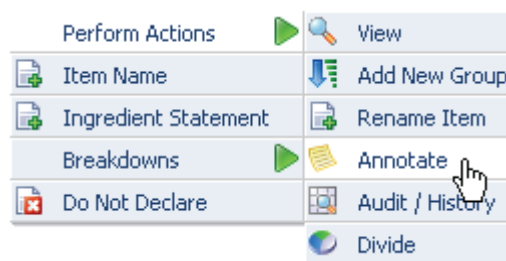 Perform Actions
Item Name
Ingredient Statement
Breakdowns
Do Not Declare
View
Add New Group
Rename Item
Annotate
Audit / History
Divide